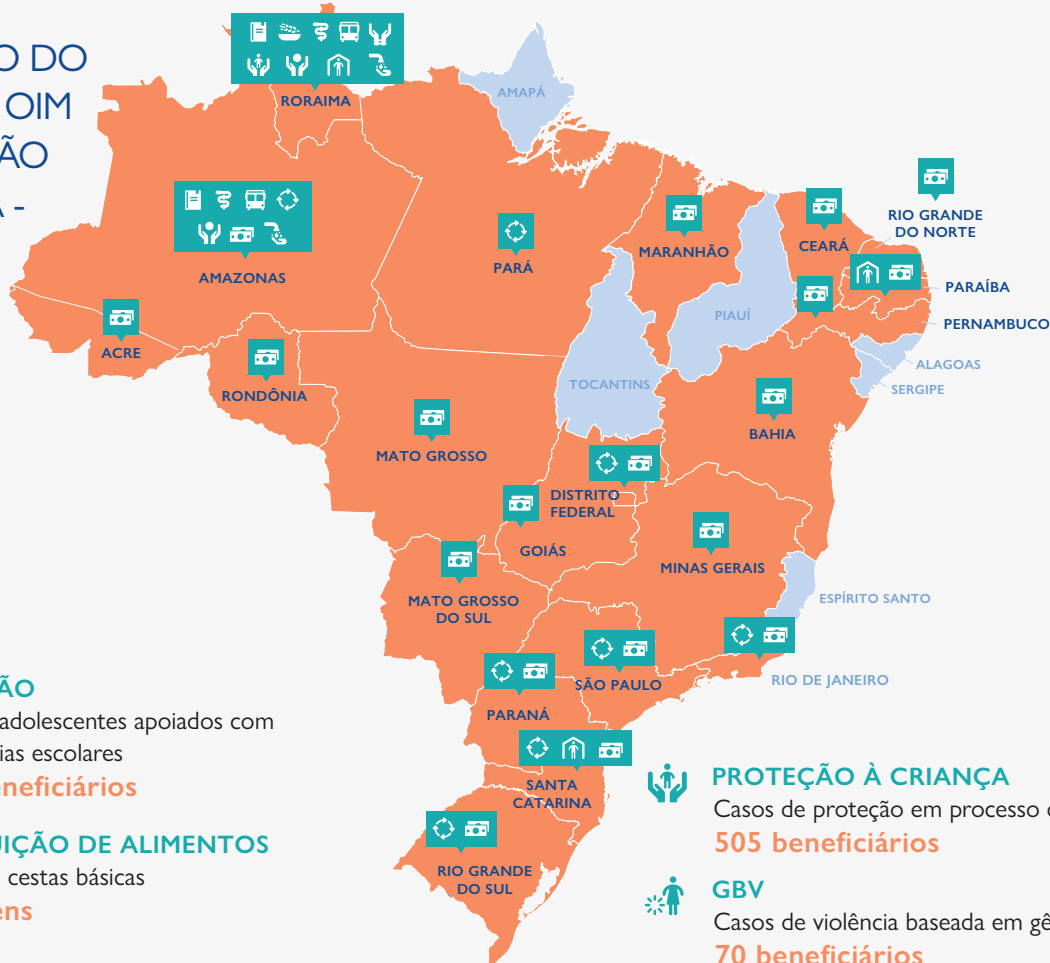 O DO
OIM
ÃO
A -
RORAIMA
AMAPÁ
AMAZONAS
PARÁ
MARANHÃO
CEARÁ
RIO GRANDE
DO NORTE
PARAÍBA
PERNAMBUCO
PIAUÍ
ALAGOAS
SERGIPE
TOCANTINS
ACRE
RONDÔNIA
MATO GROSSO
BAHIA
DISTRITO
FEDERAL
GOIÁS
MINAS GERAIS
MATO GROSSO
DO SUL
ESPÍRITO SANTO
SÃO PAULO
RIO DE JANEIRO
PARANÁ
SANTA
CATARINA
RIO GRANDE
DO SUL
ÃO
adolescentes apoiados com
ias escolares
neficiários
UIÇÃO DE ALIMENTOS
cestas básicas
ens
PROTEÇÃO À CRIANÇA
Casos de proteção em processo
505 beneficiários
GBV
Casos de violência baseada em gê
70 beneficiários